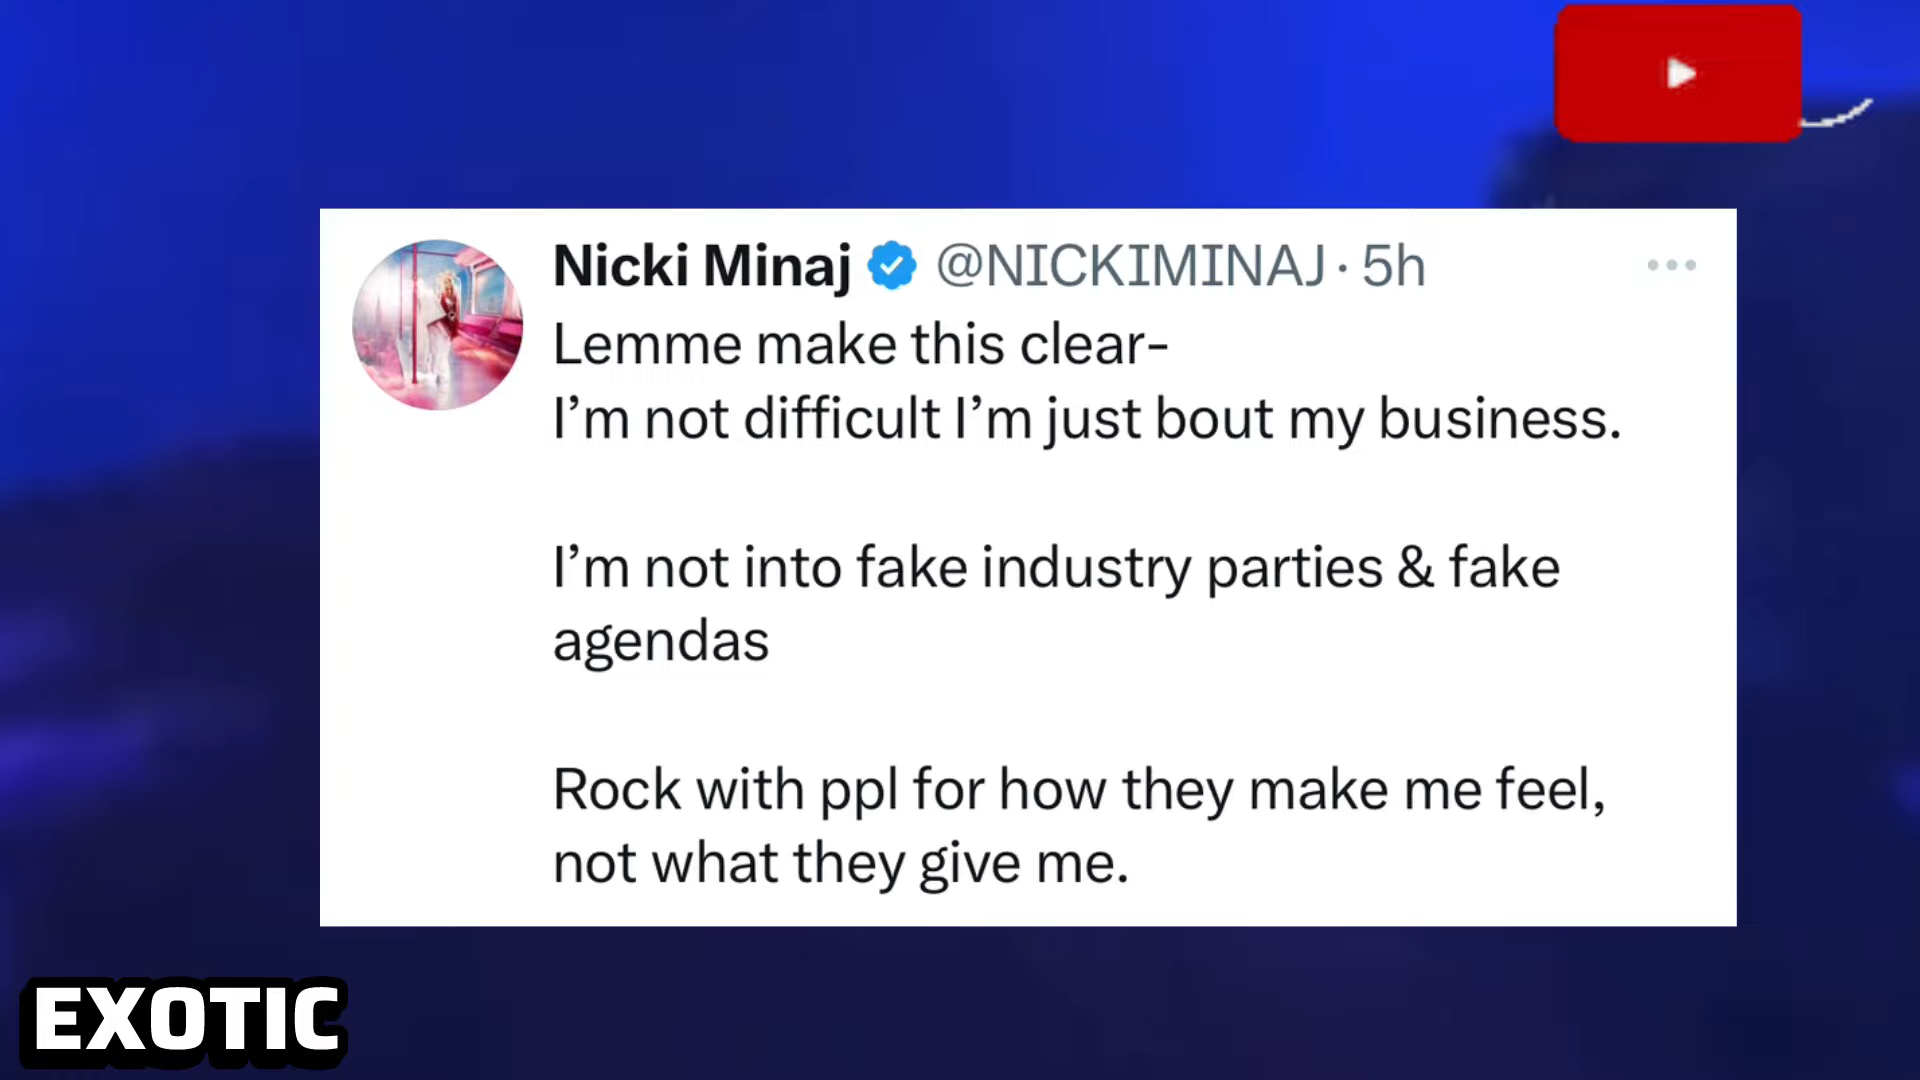 Nicki Minaj @NICKIMINAJ · 5h
Lemme make this clear-
I’m not difficult I’m just bout my business.
I’m not into fake industry parties & fake
agendas
Rock with ppl for how they make me feel,
not what they give me.
EXOTIC